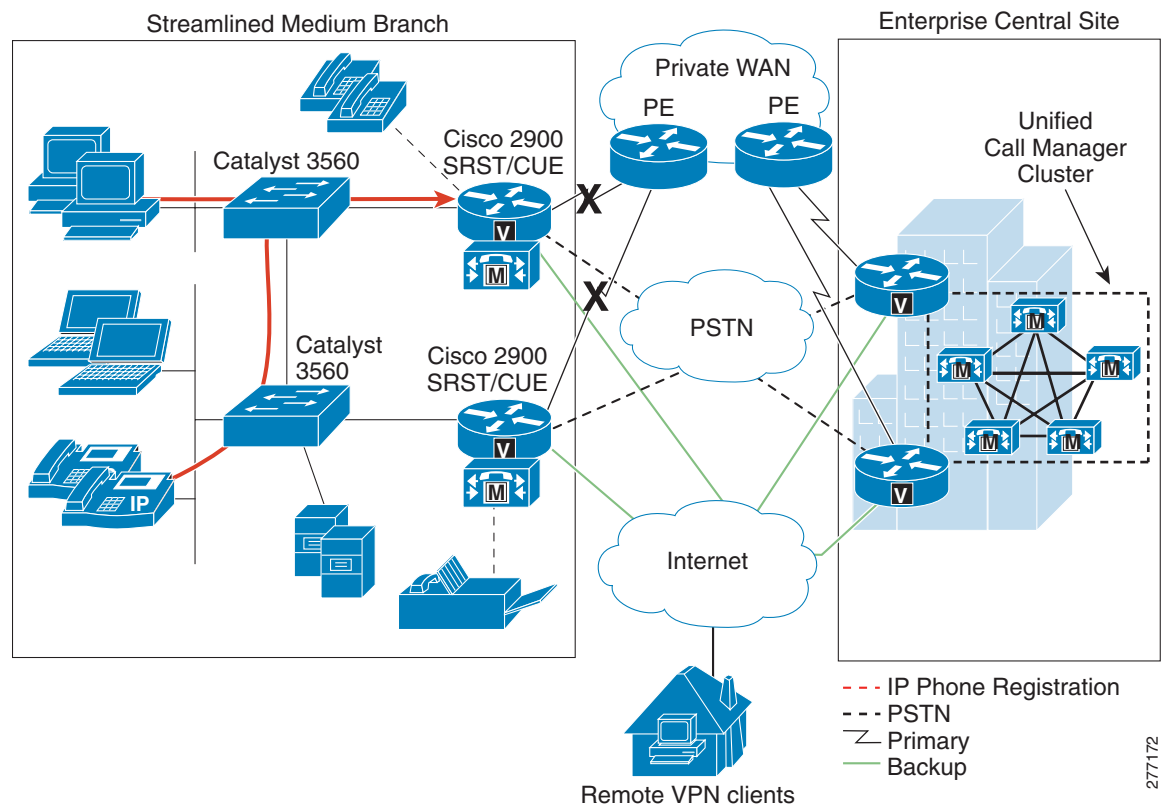 Streamlined Medium Branch
Enterprise Central Site
Private WAN
PE
PE
Unified
Call Manager
Cluster
Cisco 2900
SRST/CUE
Catalyst 3560
X
V
M
X
PSTN
V
M
M
M
M
M
Catalyst
3560
Cisco 2900
SRST/CUE
V
M
V
IP
Internet
Remote VPN clients
IP Phone Registration
PSTN
Primary
Backup
277172